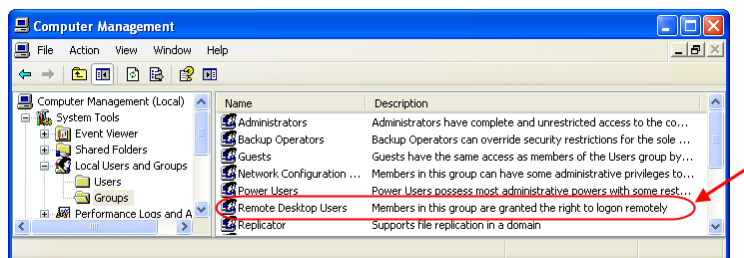 Computer Management
File Action View Window Help
Computer Management (Local)
System Tools
Event Viewer
Shared Folders
Local Users and Groups
Users
Groups
Performance Logs and A
Name Description
Administrators Administrators have complete and unrestricted access to the co...
Backup Operators Backup Operators can override security restrictions for the sole ...
Guests Guests have the same access as members of the Users group by...
Network Configuration ... Members in this group can have some administrative privileges to...
Power Users Power Users possess most administrative powers with some rest...
Remote Desktop Users Members in this group are granted the right to logon remotely
Replicator Supports file replication in a domain